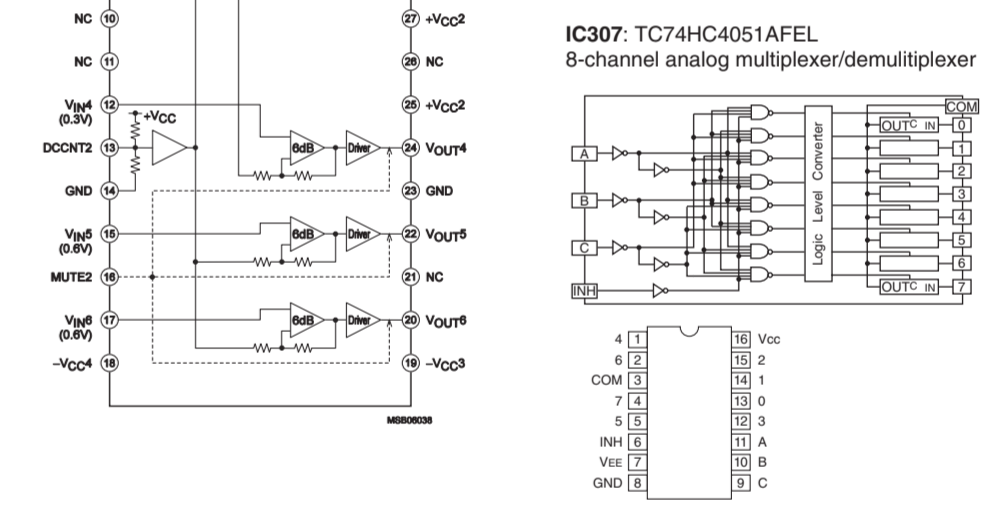 NC 10
27 +VCC2
NC 11
26 NC
VIN4 12
(0.3V)
25 +VCC2
+VCC
DCCNT2 13
6dB
Driver
24 VOUT4
GND 14
23 GND
VIN5 15
(0.6V)
6dB
Driver
22 VOUT5
MUTE2 16
21 NC
VIN6 17
(0.6V)
6dB
Driver
20 VOUT6
-VCC4 18
19 -VCC3
MSB06038
IC307: TC74HC4051AFEL
8-channel analog multiplexer/demulitiplexer
A
B
C
INH
Logic Level Converter
COM
OUT C IN 0
1
2
3
4
5
6
OUT C IN 7
4 1
16 Vcc
6 2
15 2
COM 3
14 1
7 4
13 0
5 5
12 3
INH 6
11 A
VEE 7
10 B
GND 8
9 C